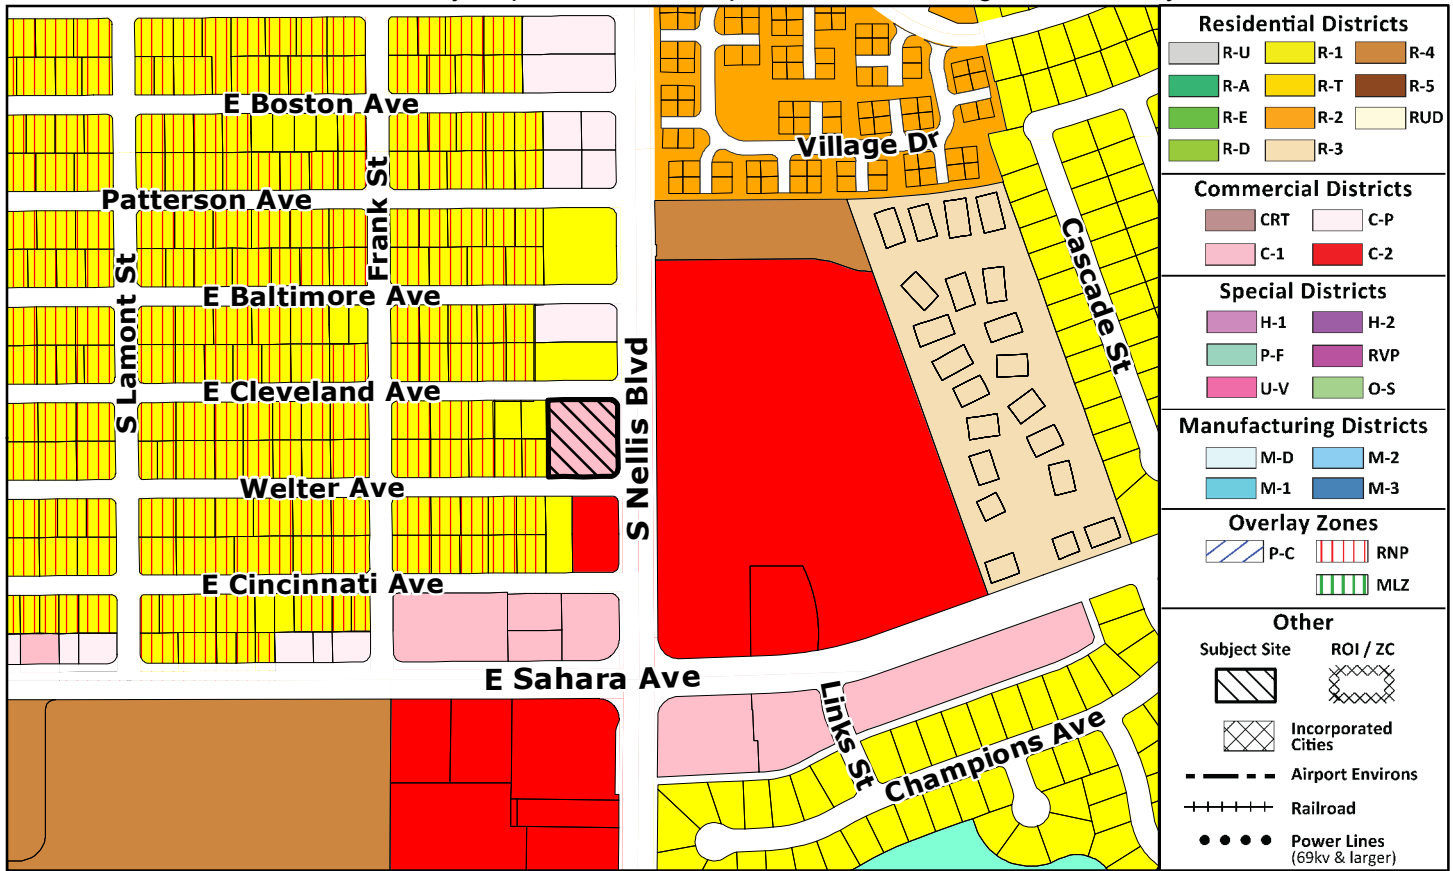 E Boston Ave
Village Dr
Patterson Ave
Frank St
S Lamont St
E Baltimore Ave
Cascade St
E Cleveland Ave
S Nellis Blvd
Welter Ave
E Cincinnati Ave
E Sahara Ave
Links St
Champions Ave
Residential Districts
R-U R-1 R-4
R-A R-T R-5
R-E R-2 RUD
R-D R-3
Commercial Districts
CRT C-P
C-1 C-2
Special Districts
H-1 H-2
P-F RVP
U-V O-S
Manufacturing Districts
M-D M-2
M-1 M-3
Overlay Zones
P-C RNP
MLZ
Other
Subject Site ROI / ZC
Incorporated
Cities
Airport Environs
Railroad
Power Lines
(69kv & larger)